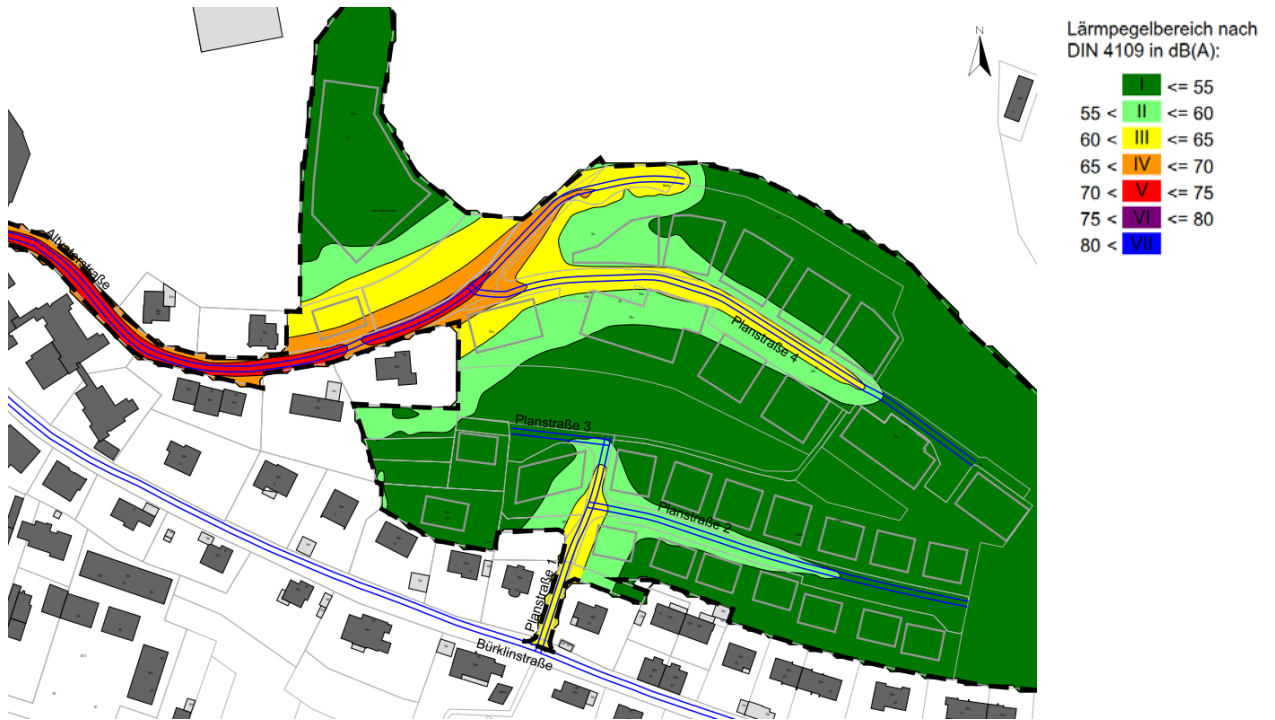 Lärmpegelbereich nach
DIN 4109 in dB(A):
I <= 55
55 < II <= 60
60 < III <= 65
65 < IV <= 70
70 < V <= 75
75 < VI <= 80
80 < VII
N
Altvaterstraße
Planstraße 4
Planstraße 3
Planstraße 2
Planstraße 1
Bürklinstraße